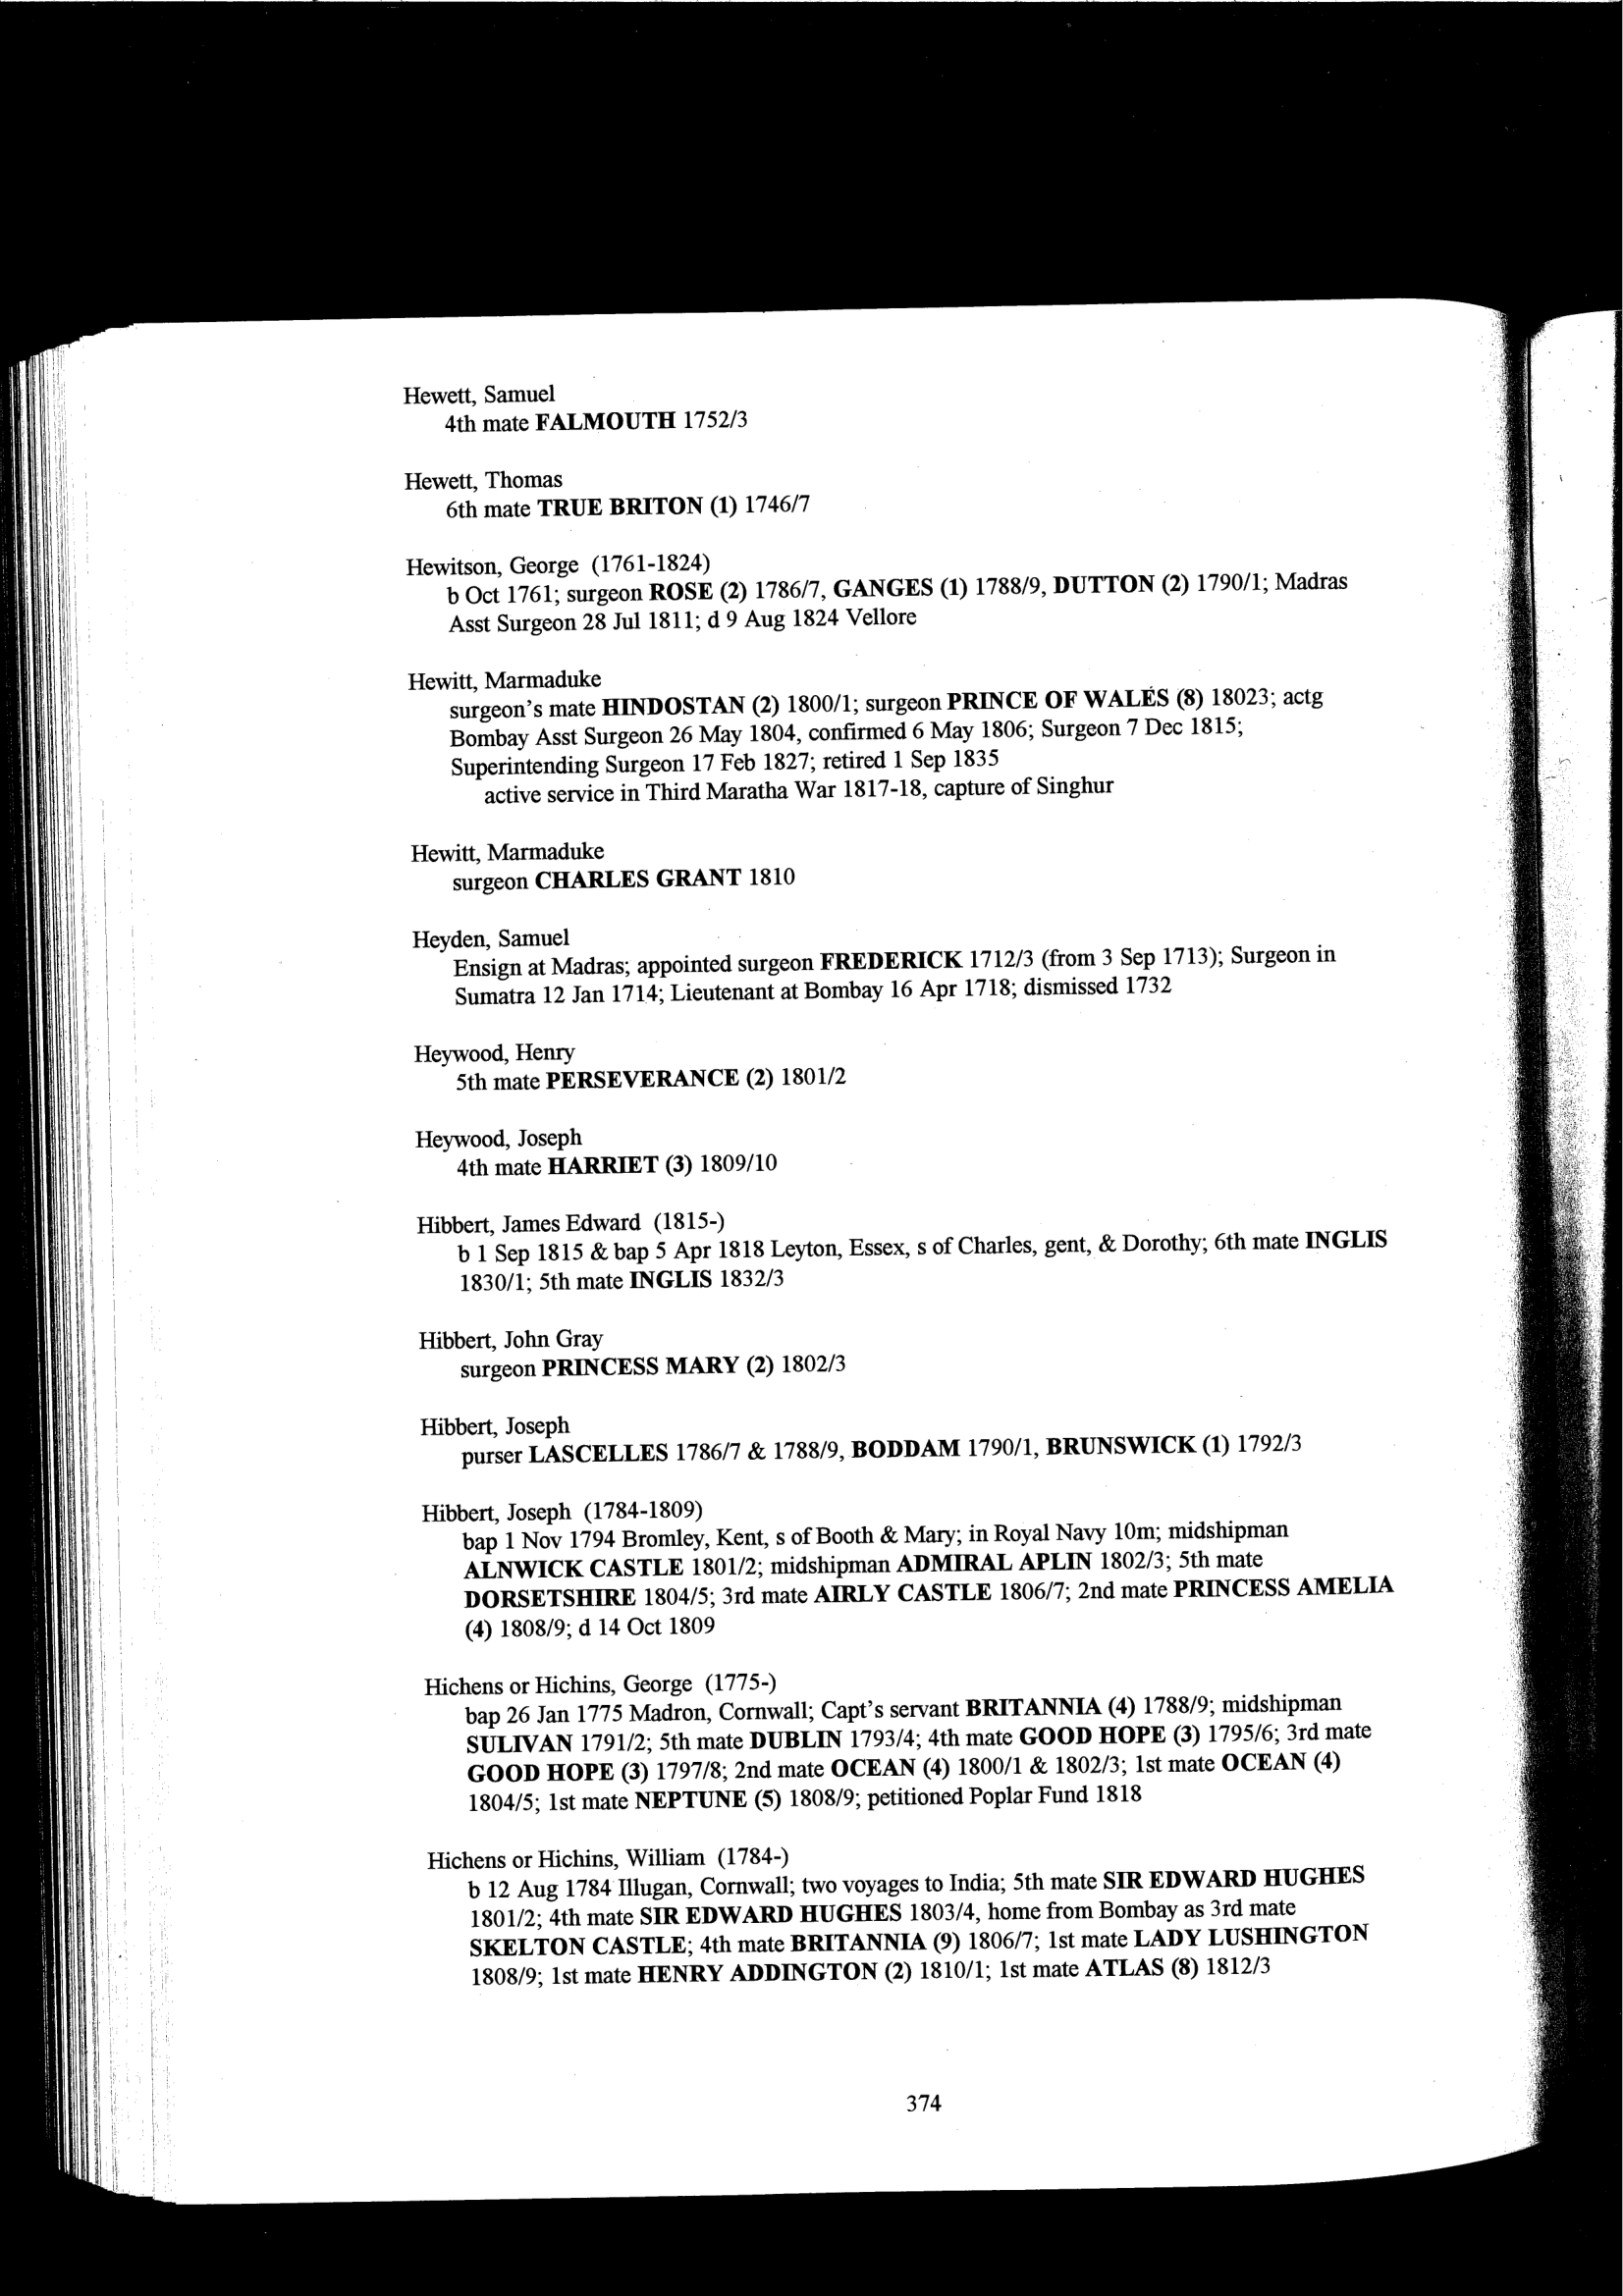 Hewett, Samuel
4th mate FALMOUTH 1752/3
Hewett, Thomas
6th mate TRUE BRITON (1) 1746/7
Hewitson, George (1761-1824)
b Oct 1761; surgeon ROSE (2) 1786/7, GANGES (1) 1788/9, DUTTON (2) 1790/1; Madras
Asst Surgeon 28 Jul 1811; d 9 Aug 1824 Vellore
Hewitt, Marmaduke
surgeon's mate HINDOSTAN (2) 1800/1; surgeon PRINCE OF WALES (8) 18023; actg
Bombay Asst Surgeon 26 May 1804, confirmed 6 May 1806; Surgeon 7 Dec 1815;
Superintending Surgeon 17 Feb 1827; retired 1 Sep 1835
active service in Third Maratha War 1817-18, capture of Singhur
Hewitt, Marmaduke
surgeon CHARLES GRANT 1810
Heyden, Samuel
Ensign at Madras; appointed surgeon FREDERICK 1712/3 (from 3 Sep 1713); Surgeon in
Sumatra 12 Jan 1714; Lieutenant at Bombay 16 Apr 1718; dismissed 1732
Heywood, Henry
5th mate PERSEVERANCE (2) 1801/2
Heywood, Joseph
4th mate HARRIET (3) 1809/10
Hibbert, James Edward (1815-)
b 1 Sep 1815 & bap 5 Apr 1818 Leyton, Essex, s of Charles, gent, & Dorothy; 6th mate INGLIS
1830/1; 5th mate INGLIS 1832/3
Hibbert, John Gray
surgeon PRINCESS MARY (2) 1802/3
Hibbert, Joseph
purser LASCELLES 1786/7 & 1788/9, BODDAM 1790/1, BRUNSWICK (1) 1792/3
Hibbert, Joseph (1784-1809)
bap 1 Nov 1794 Bromley, Kent, s of Booth & Mary; in Royal Navy 10m; midshipman
ALNWICK CASTLE 1801/2; midshipman ADMIRAL APLIN 1802/3; 5th mate
DORSETSHIRE 1804/5; 3rd mate AIRLY CASTLE 1806/7; 2nd mate PRINCESS AMELIA
(4) 1808/9; d 14 Oct 1809
Hichens or Hichins, George (1775-)
bap 26 Jan 1775 Madron, Cornwall; Capt's servant BRITANNIA (4) 1788/9; midshipman
SULIVAN 1791/2; 5th mate DUBLIN 1793/4; 4th mate GOOD HOPE (3) 1795/6; 3rd mate
GOOD HOPE (3) 1797/8; 2nd mate OCEAN (4) 1800/1 & 1802/3; 1st mate OCEAN (4)
1804/5; 1st mate NEPTUNE (5) 1808/9; petitioned Poplar Fund 1818
Hichens or Hichins, William (1784-)
b 12 Aug 1784 Illugan, Cornwall; two voyages to India; 5th mate SIR EDWARD HUGHES
1801/2; 4th mate SIR EDWARD HUGHES 1803/4, home from Bombay as 3rd mate
SKELTON CASTLE; 4th mate BRITANNIA (9) 1806/7; 1st mate LADY LUSHINGTON
1808/9; 1st mate HENRY ADDINGTON (2) 1810/1; 1st mate ATLAS (8) 1812/3
374